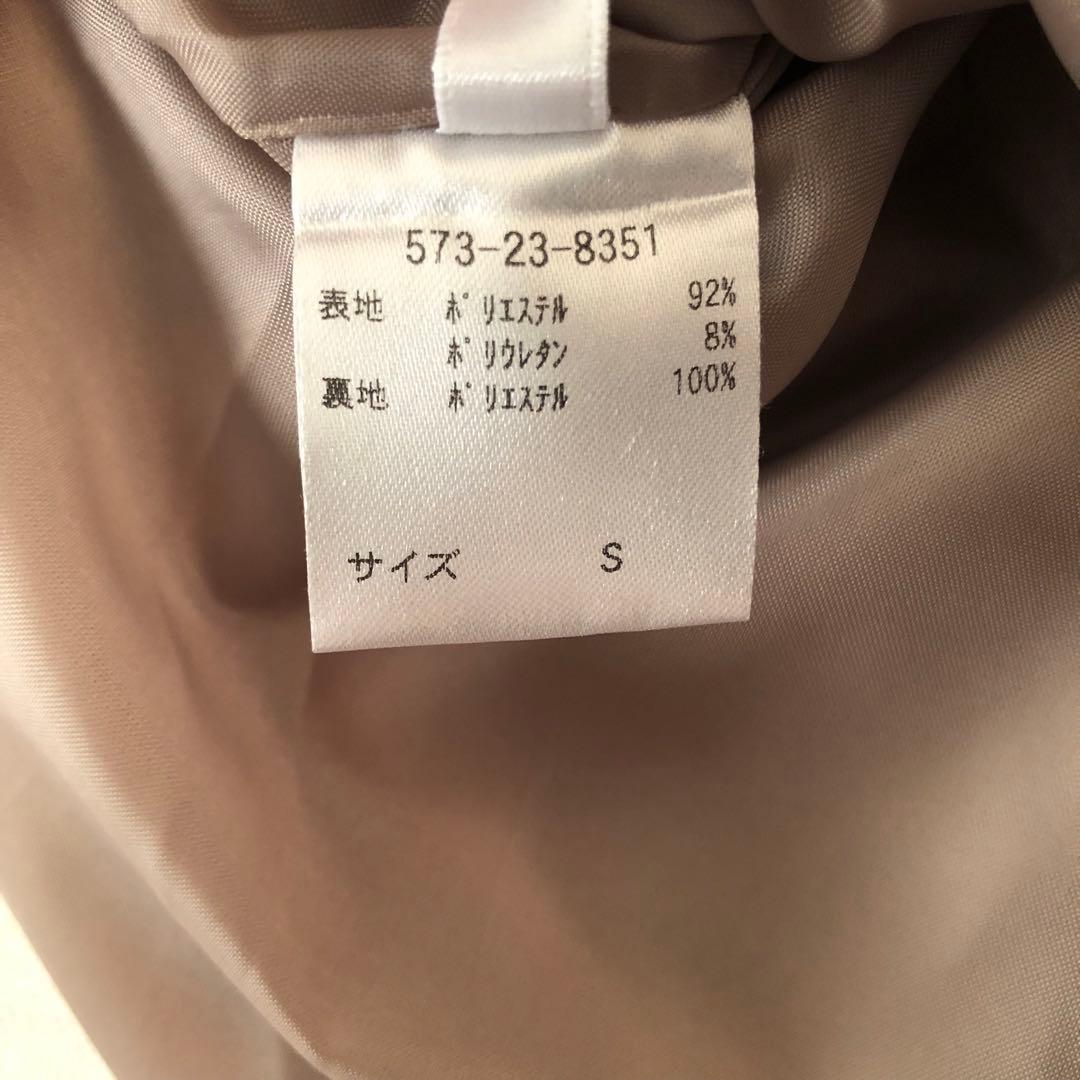 573-23-8351
表地 ポリエステル 92%
ポリウレタン 8%
裏地 ポリエステル 100%
サイズ S